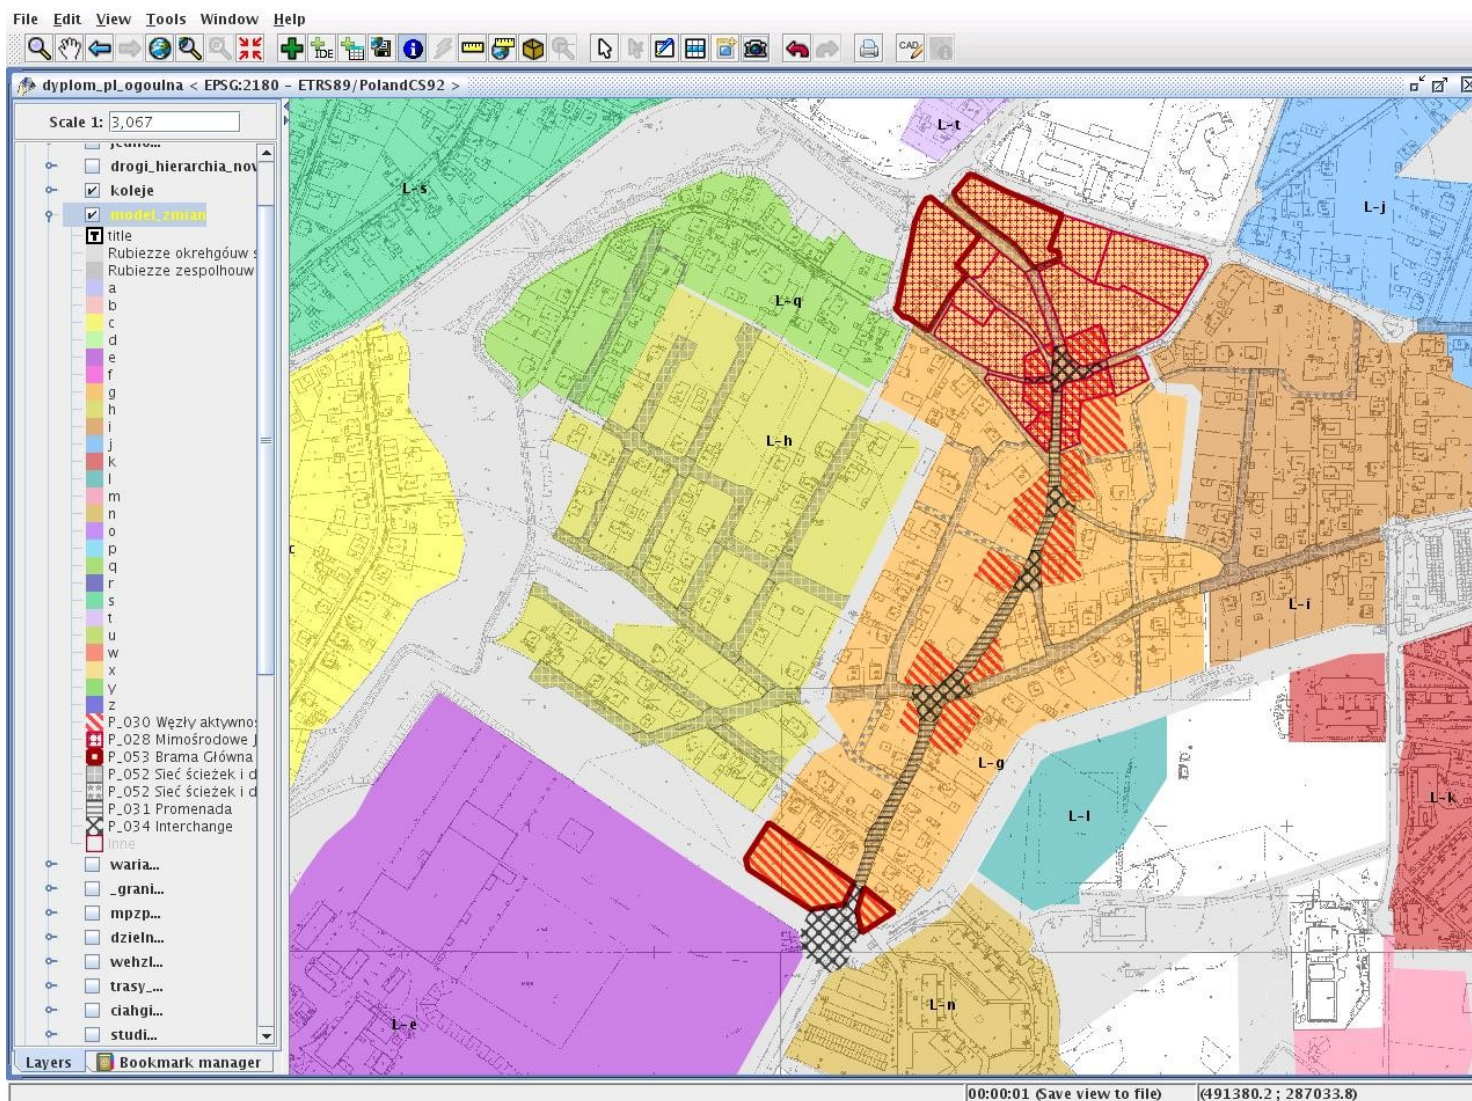 File Edit View Tools Window Help
IDE
CAD
dyplom_pl_ogoulna < EPSG:2180 - ETRS89/PolandCS92 >
Scale 1: 3,067
jedno...
drogi_hierarchia_nov
koleje
model_zmian
title
Rubiezze okrehgóuw s
Rubiezze zespolhouw
a
b
c
d
e
f
g
h
i
j
k
l
m
n
o
p
q
r
s
t
u
w
x
y
z
P_030 Węzły aktywnoś
P_028 Mimośrodowe J
P_053 Brama Główna
P_052 Sieć ścieżek i d
P_052 Sieć ścieżek i d
P_031 Promenada
P_034 Interchange
Inne
waria...
_grani...
mpzp...
dzieln...
wehzl...
trasy_...
ciahgi...
studi...
Layers Bookmark manager
L-t
L-s
L-j
L-q
L-h
c
L-i
L-g
L-k
L-l
L-n
L-e
00:00:01 (Save view to file) (491380.2 ; 287033.8)